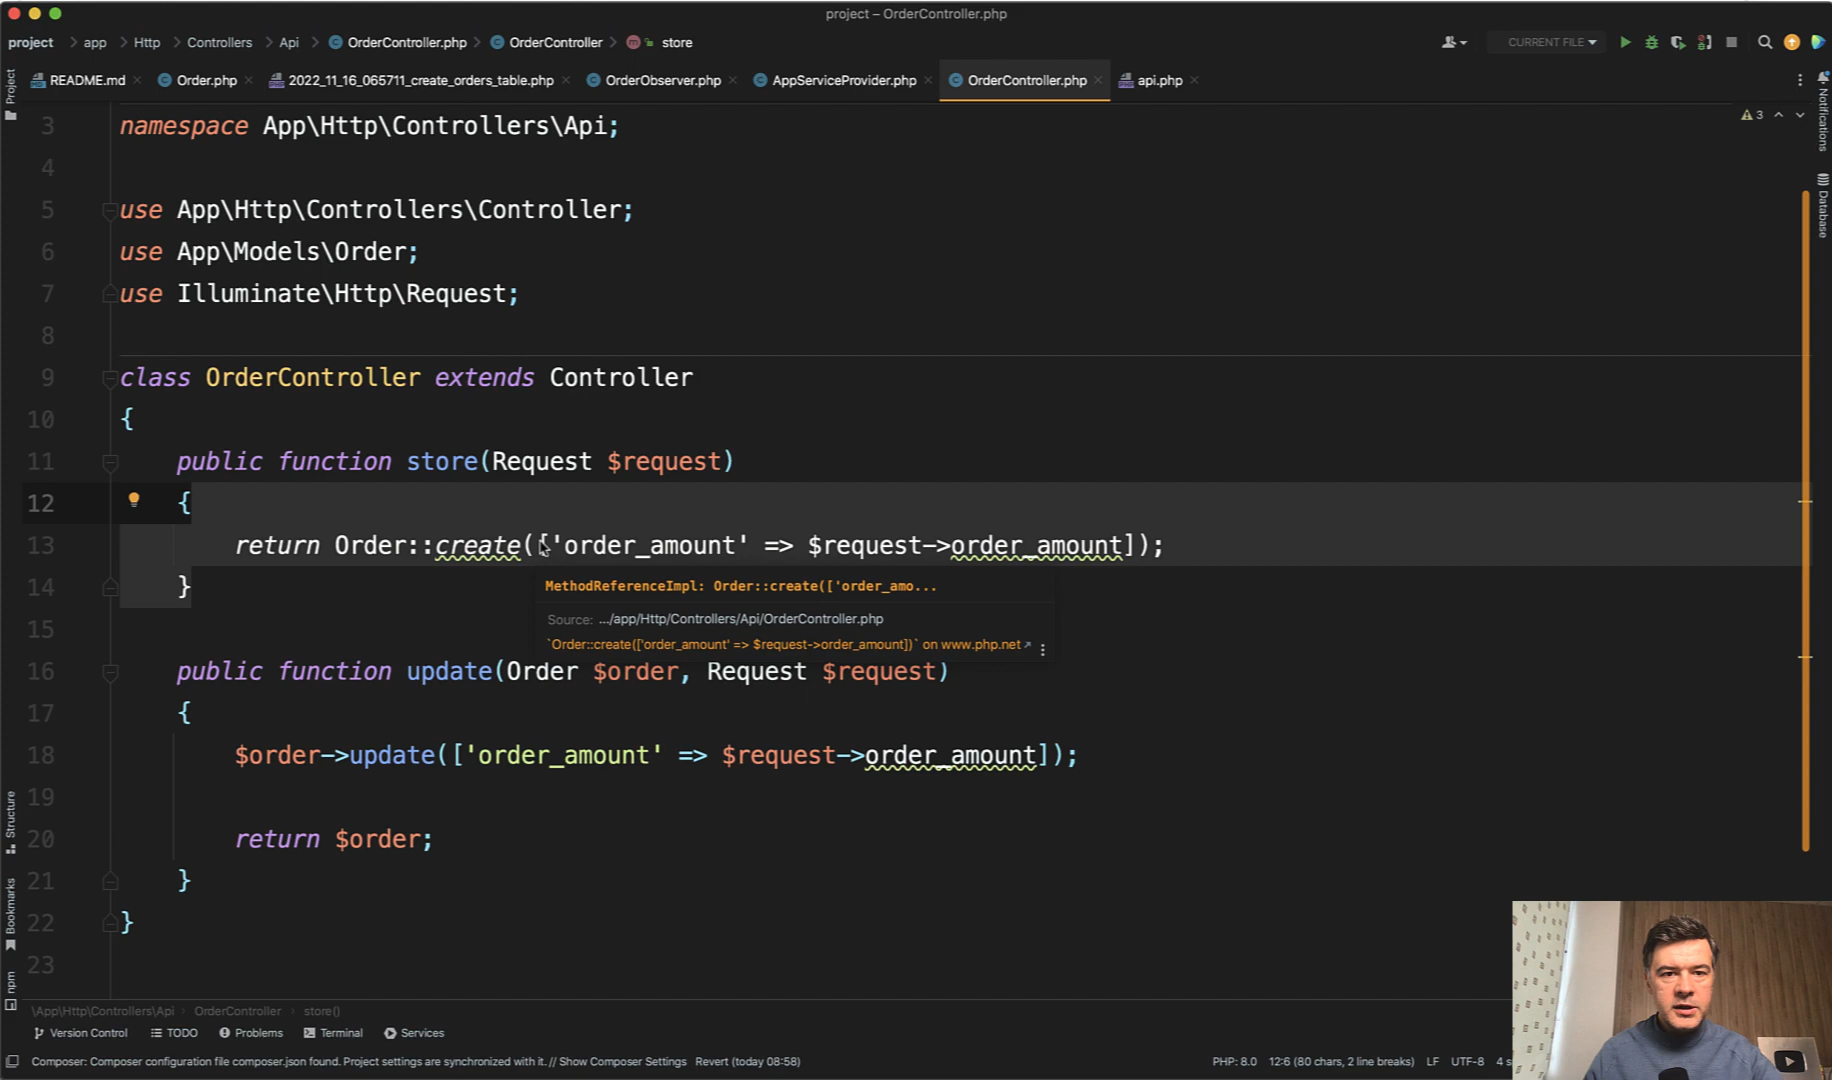 project – OrderController.php
project app Http Controllers Api OrderController.php OrderController store
CURRENT FILE
README.md Order.php 2022_11_16_065711_create_orders_table.php OrderObserver.php AppServiceProvider.php OrderController.php api.php
Project
Notifications
Database
3
3 namespace App\Http\Controllers\Api;
4
5 use App\Http\Controllers\Controller;
6 use App\Models\Order;
7 use Illuminate\Http\Request;
8
9 class OrderController extends Controller
10 {
11 public function store(Request $request)
12 {
13 return Order::create(['order_amount' => $request->order_amount]);
14 }
MethodReferenceImpl: Order::create(['order_amo...
Source: .../app/Http/Controllers/Api/OrderController.php
`Order::create(['order_amount' => $request->order_amount])` on www.php.net
15
16 public function update(Order $order, Request $request)
17 {
18 $order->update(['order_amount' => $request->order_amount]);
19
20 return $order;
21 }
22 }
23
Structure
Bookmarks
npm
\App\Http\Controllers\Api OrderController store()
Version Control TODO Problems Terminal Services
Composer: Composer configuration file composer.json found. Project settings are synchronized with it. // Show Composer Settings Revert (today 08:58)
PHP: 8.0 12:6 (80 chars, 2 line breaks) LF UTF-8 4